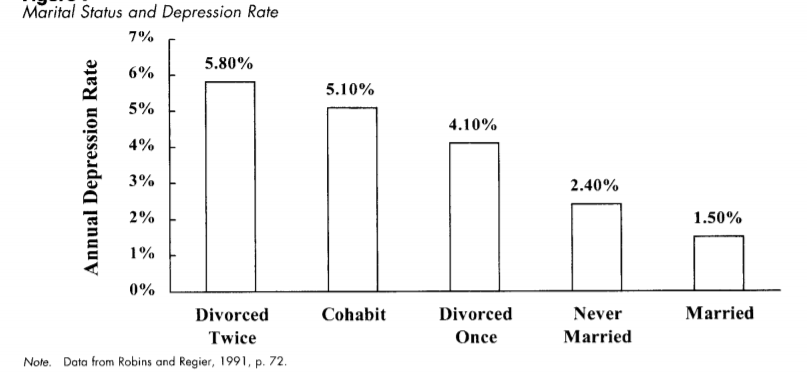 Marital Status and Depression Rate
7%
6%
5%
4%
3%
2%
1%
0%
Annual Depression Rate
5.80%
5.10%
4.10%
2.40%
1.50%
Divorced
Twice
Cohabit
Divorced
Once
Never
Married
Married
Note. Data from Robins and Regier, 1991, p. 72.